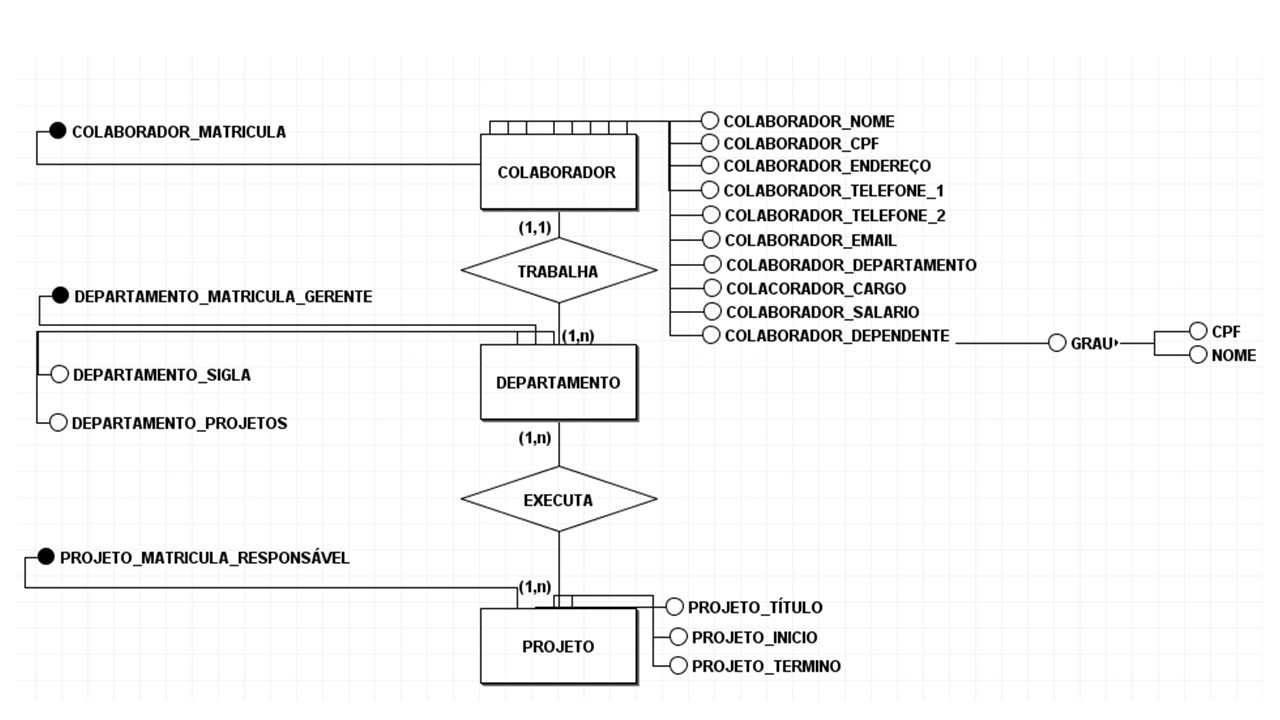 COLABORADOR_MATRICULA
COLABORADOR_NOME
COLABORADOR_CPF
COLABORADOR_ENDEREÇO
COLABORADOR_TELEFONE_1
COLABORADOR_TELEFONE_2
COLABORADOR_EMAIL
COLABORADOR_DEPARTAMENTO
COLACORADOR_CARGO
COLABORADOR_SALARIO
COLABORADOR_DEPENDENTE
GRAU
CPF
NOME
COLABORADOR
(1,1)
TRABALHA
(1,n)
DEPARTAMENTO_MATRICULA_GERENTE
DEPARTAMENTO_SIGLA
DEPARTAMENTO_PROJETOS
DEPARTAMENTO
(1,n)
EXECUTA
(1,n)
PROJETO_MATRICULA_RESPONSÁVEL
PROJETO
PROJETO_TÍTULO
PROJETO_INICIO
PROJETO_TERMINO